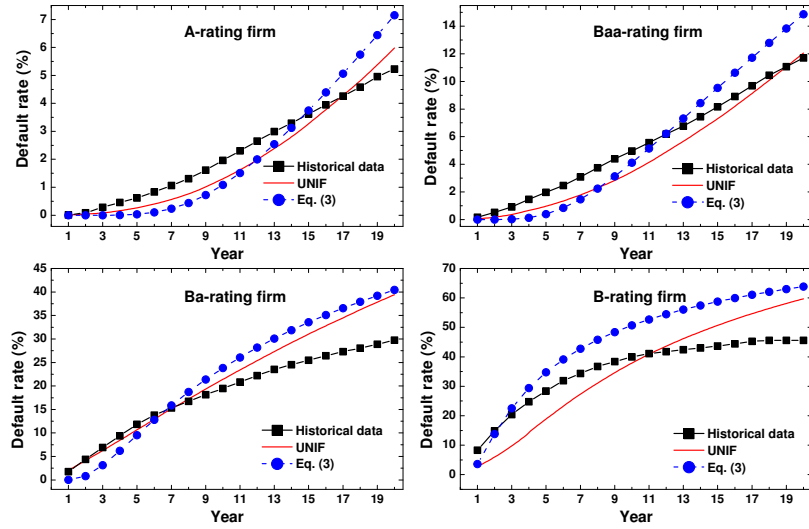 A-rating firm
Default rate (%)
7
6
5
4
3
2
1
0
Historical data
UNIF
Eq. (3)
1 3 5 7 9 11 13 15 17 19
Year
Baa-rating firm
Default rate (%)
14
12
10
8
6
4
2
0
Historical data
UNIF
Eq. (3)
1 3 5 7 9 11 13 15 17 19
Year
Ba-rating firm
Default rate (%)
45
40
35
30
25
20
15
10
5
0
Historical data
UNIF
Eq. (3)
1 3 5 7 9 11 13 15 17 19
Year
B-rating firm
Default rate (%)
70
60
50
40
30
20
10
0
Historical data
UNIF
Eq. (3)
1 3 5 7 9 11 13 15 17 19
Year